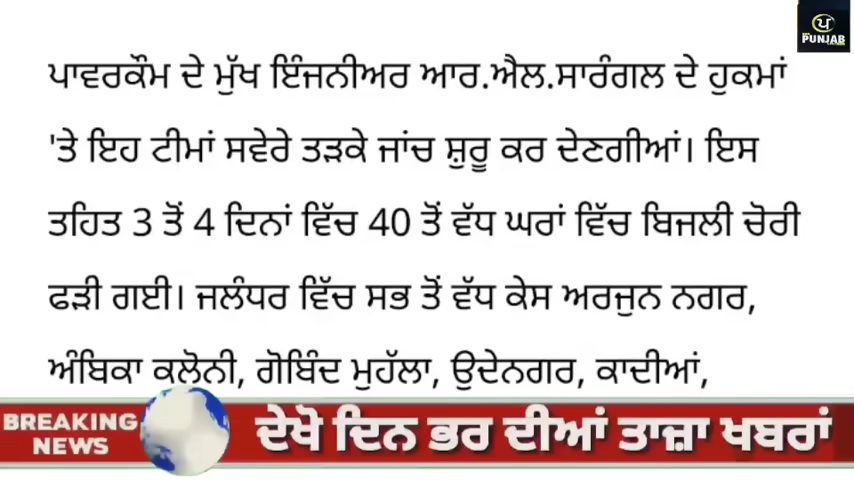 ਪੰ
PUNJAB
ਪਾਵਰਕੌਮ ਦੇ ਮੁੱਖ ਇੰਜਨੀਅਰ ਆਰ.ਐਲ.ਸਾਰੰਗਲ ਦੇ ਹੁਕਮਾਂ
'ਤੇ ਇਹ ਟੀਮਾਂ ਸਵੇਰੇ ਤੜਕੇ ਜਾਂਚ ਸ਼ੁਰੂ ਕਰ ਦੇਣਗੀਆਂ। ਇਸ
ਤਹਿਤ 3 ਤੋਂ 4 ਦਿਨਾਂ ਵਿੱਚ 40 ਤੋਂ ਵੱਧ ਘਰਾਂ ਵਿੱਚ ਬਿਜਲੀ ਚੋਰੀ
ਫੜੀ ਗਈ। ਜਲੰਧਰ ਵਿੱਚ ਸਭ ਤੋਂ ਵੱਧ ਕੇਸ ਅਰਜੁਨ ਨਗਰ,
ਅੰਬਿਕਾ ਕਲੋਨੀ, ਗੋਬਿੰਦ ਮੁਹੱਲਾ, ਉਦੇਨਗਰ, ਕਾਦੀਆਂ,
BREAKING
NEWS
ਦੇਖੋ ਦਿਨ ਭਰ ਦੀਆਂ ਤਾਜ਼ਾ ਖਬਰਾਂ